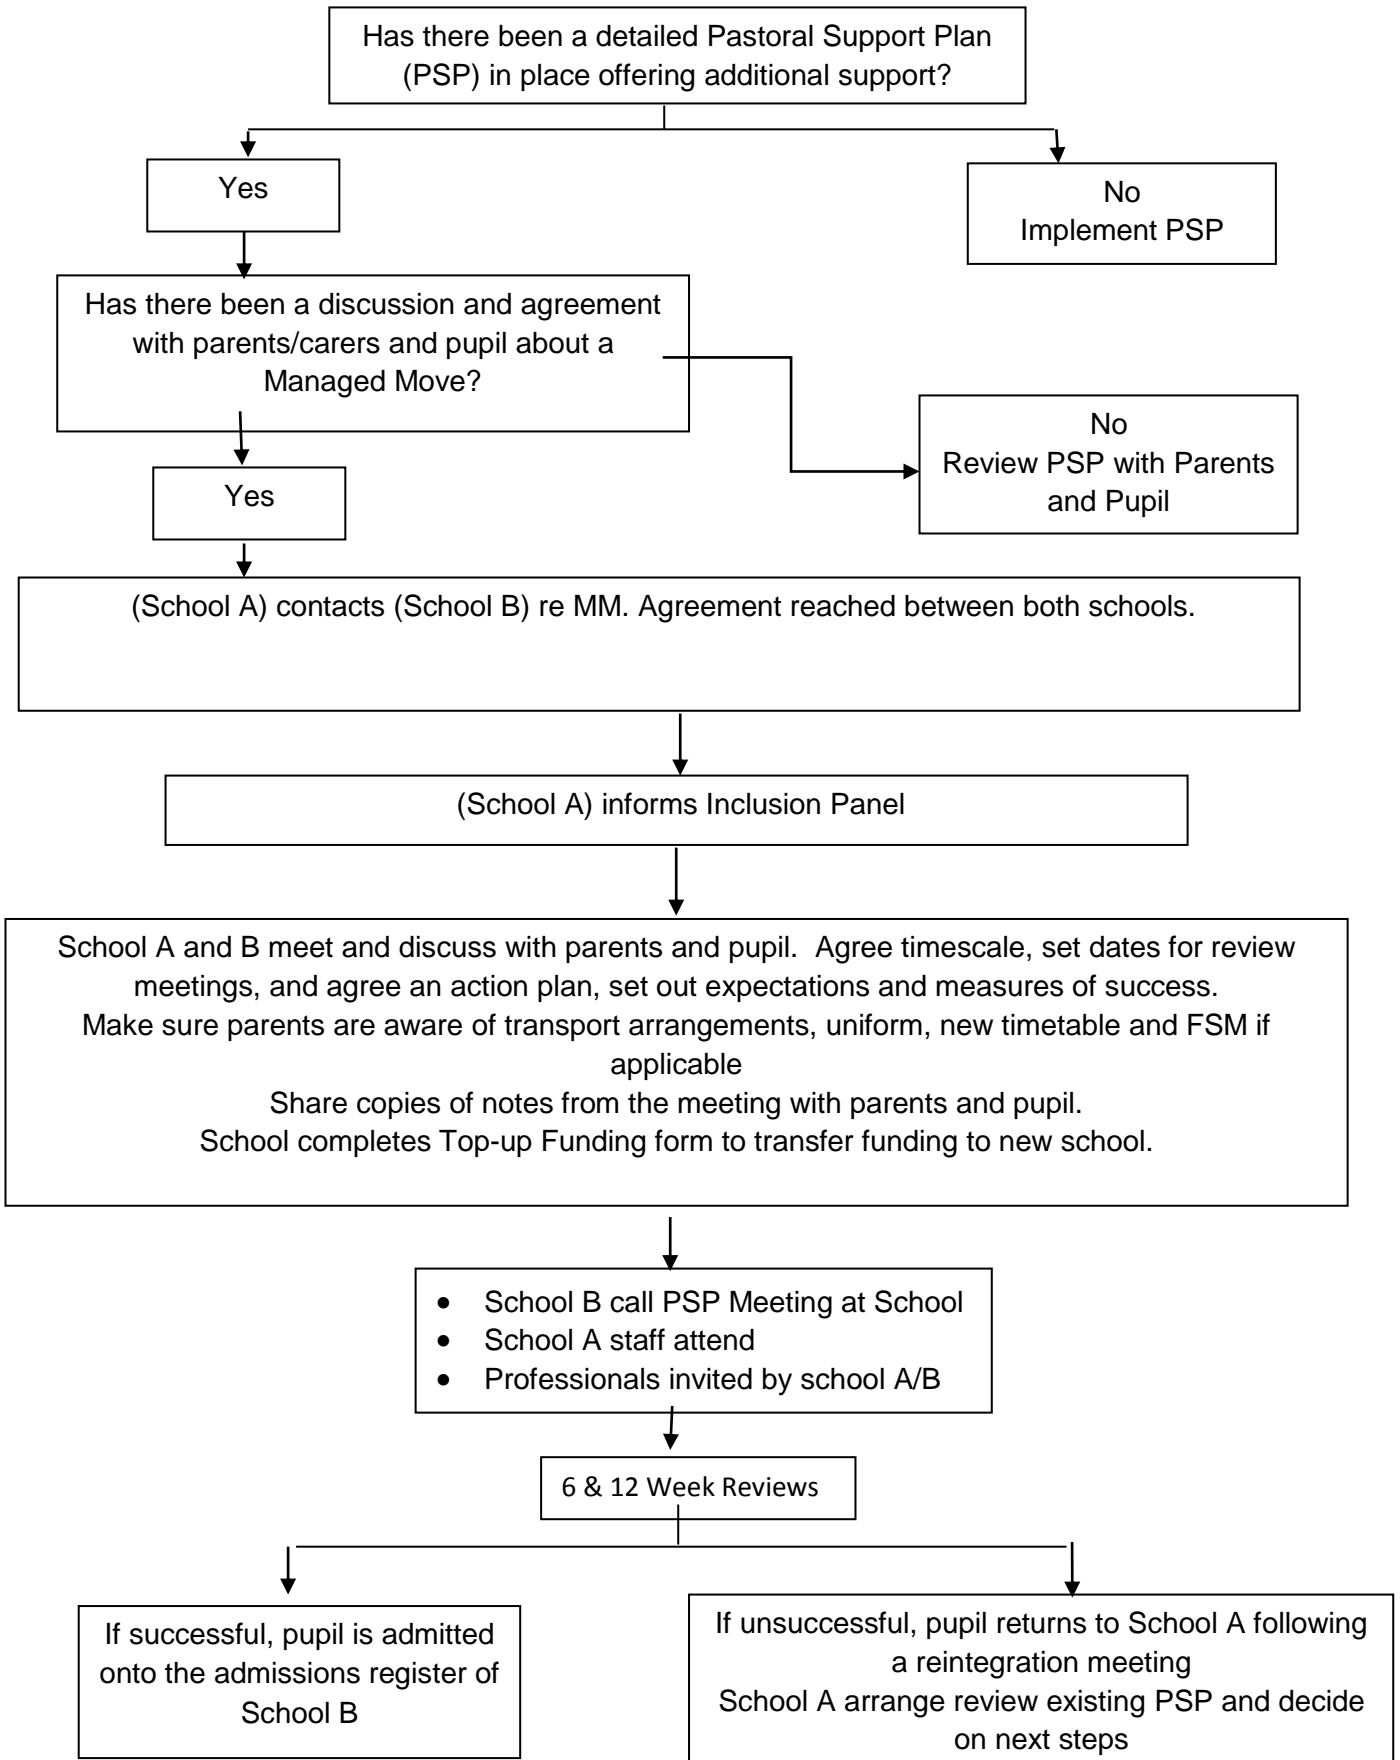 Has there been a detailed Pastoral Support Plan
(PSP) in place offering additional support?
Yes
No
Implement PSP
Has there been a discussion and agreement
with parents/carers and pupil about a
Managed Move?
No
Review PSP with Parents
and Pupil
Yes
(School A) contacts (School B) re MM. Agreement reached between both schools.
(School A) informs Inclusion Panel
School A and B meet and discuss with parents and pupil.  Agree timescale, set dates for review
meetings, and agree an action plan, set out expectations and measures of success.
Make sure parents are aware of transport arrangements, uniform, new timetable and FSM if
applicable
Share copies of notes from the meeting with parents and pupil.
School completes Top-up Funding form to transfer funding to new school.
• School B call PSP Meeting at School
• School A staff attend
• Professionals invited by school A/B
6 & 12 Week Reviews
If successful, pupil is admitted
onto the admissions register of
School B
If unsuccessful, pupil returns to School A following
a reintegration meeting
School A arrange review existing PSP and decide
on next steps